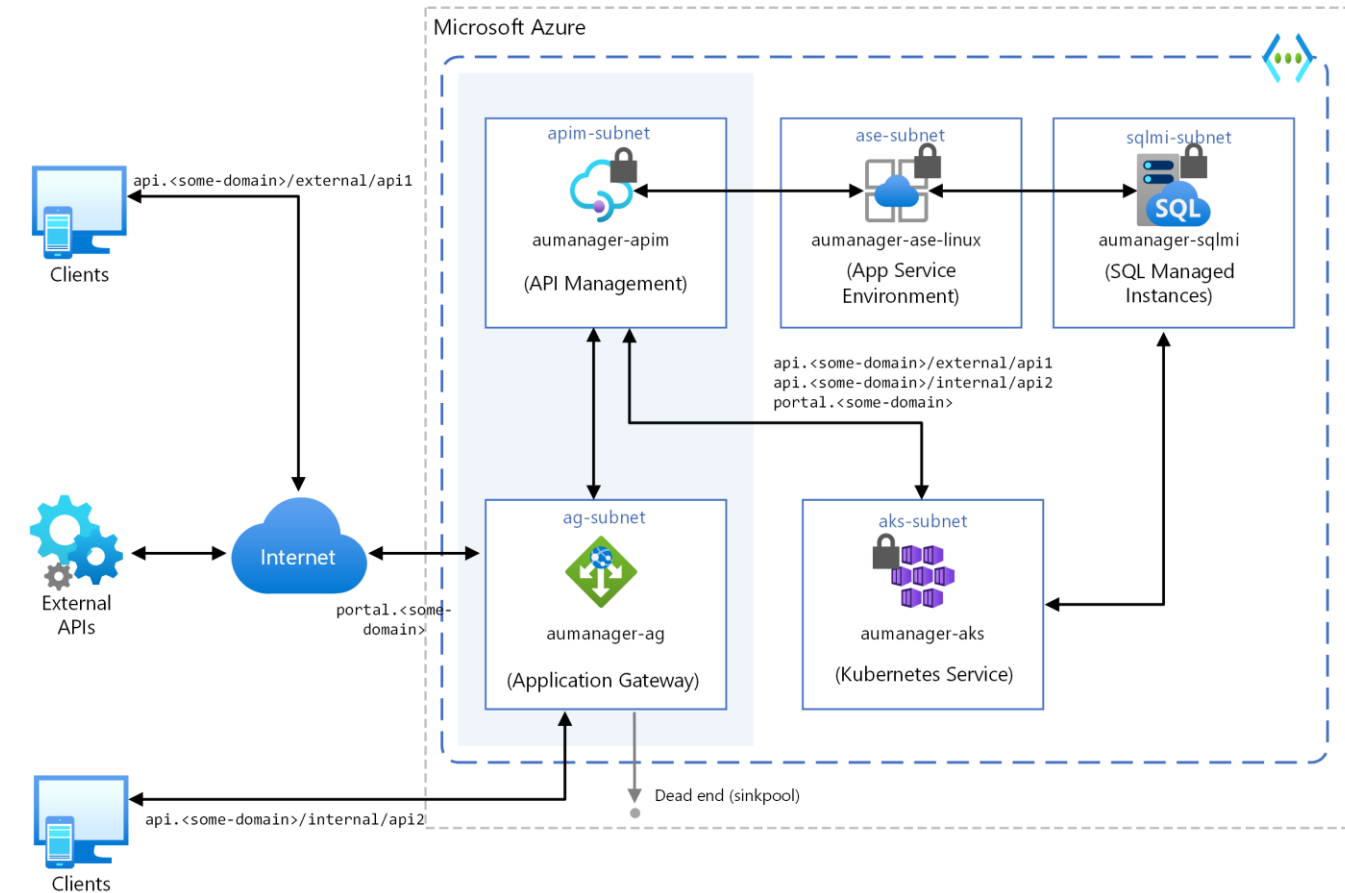 Microsoft Azure
apim-subnet
aumanager-apim
(API Management)
ase-subnet
aumanager-ase-linux
(App Service
Environment)
sqlmi-subnet
SQL
aumanager-sqlmi
(SQL Managed
Instances)
api.<some-domain>/external/api1
Clients
api.<some-domain>/external/api1
api.<some-domain>/internal/api2
portal.<some-domain>
External
APIs
Internet
portal.<some-
domain>
ag-subnet
aumanager-ag
(Application Gateway)
aks-subnet
aumanager-aks
(Kubernetes Service)
Dead end (sinkpool)
api.<some-domain>/internal/api2
Clients